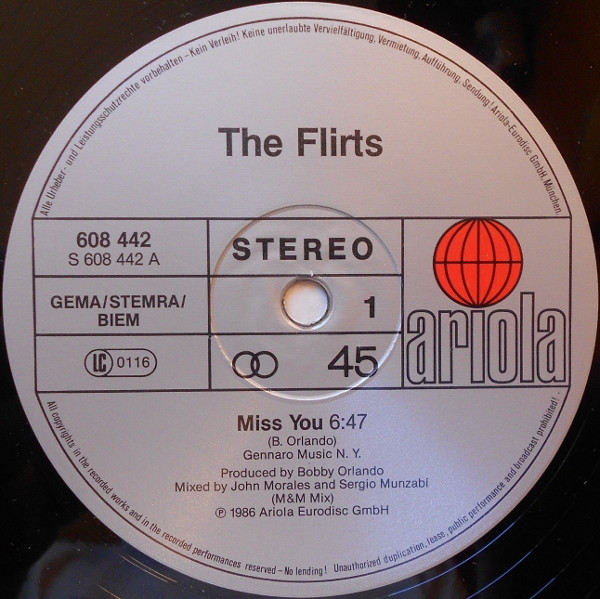 Alle Urheber- und Leistungsschutzrechte vorbehalten – Kein Verleih! Keine unerlaubte Vervielfältigung, Vermietung, Aufführung, Sendung! Ariola-Eurodisc GmbH, München.
The Flirts
608 442
S 608 442 A
STEREO
GEMA/STEMRA/
BIEM
1
LC 0116
45
ariola
Miss You 6:47
(B. Orlando)
Gennaro Music N. Y.
Produced by Bobby Orlando
Mixed by John Morales and Sergio Munzabi
(M&M Mix)
℗ 1986 Ariola Eurodisc GmbH
All copyrights in the recorded works and in the recorded performances reserved – No lending! Unauthorized duplication, lease, public performance and broadcast prohibited!